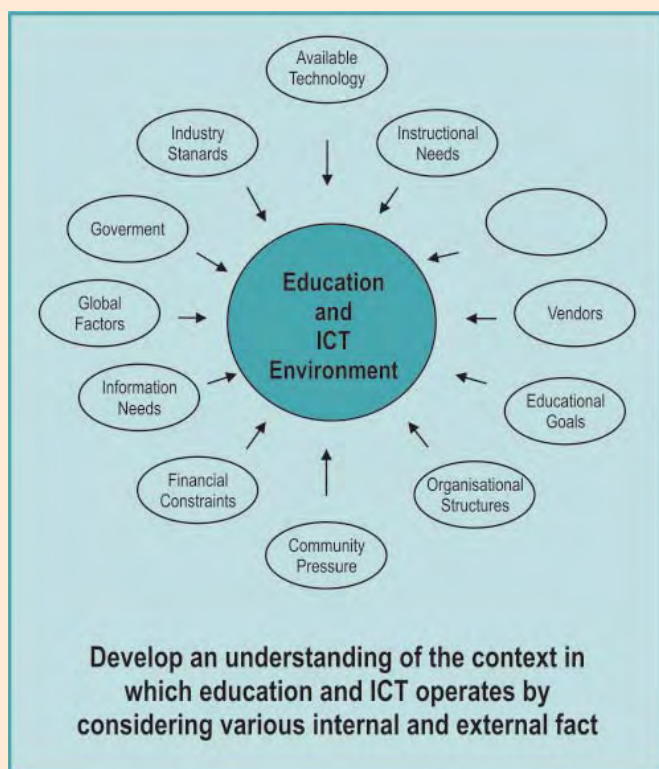 Available
Technology
Industry
Stanards
Instructional
Needs
Goverment
Global
Factors
Vendors
Education
and
ICT
Environment
Information
Needs
Educational
Goals
Financial
Constraints
Organisational
Structures
Community
Pressure
Develop an understanding of the context in
which education and ICT operates by
considering various internal and external fact